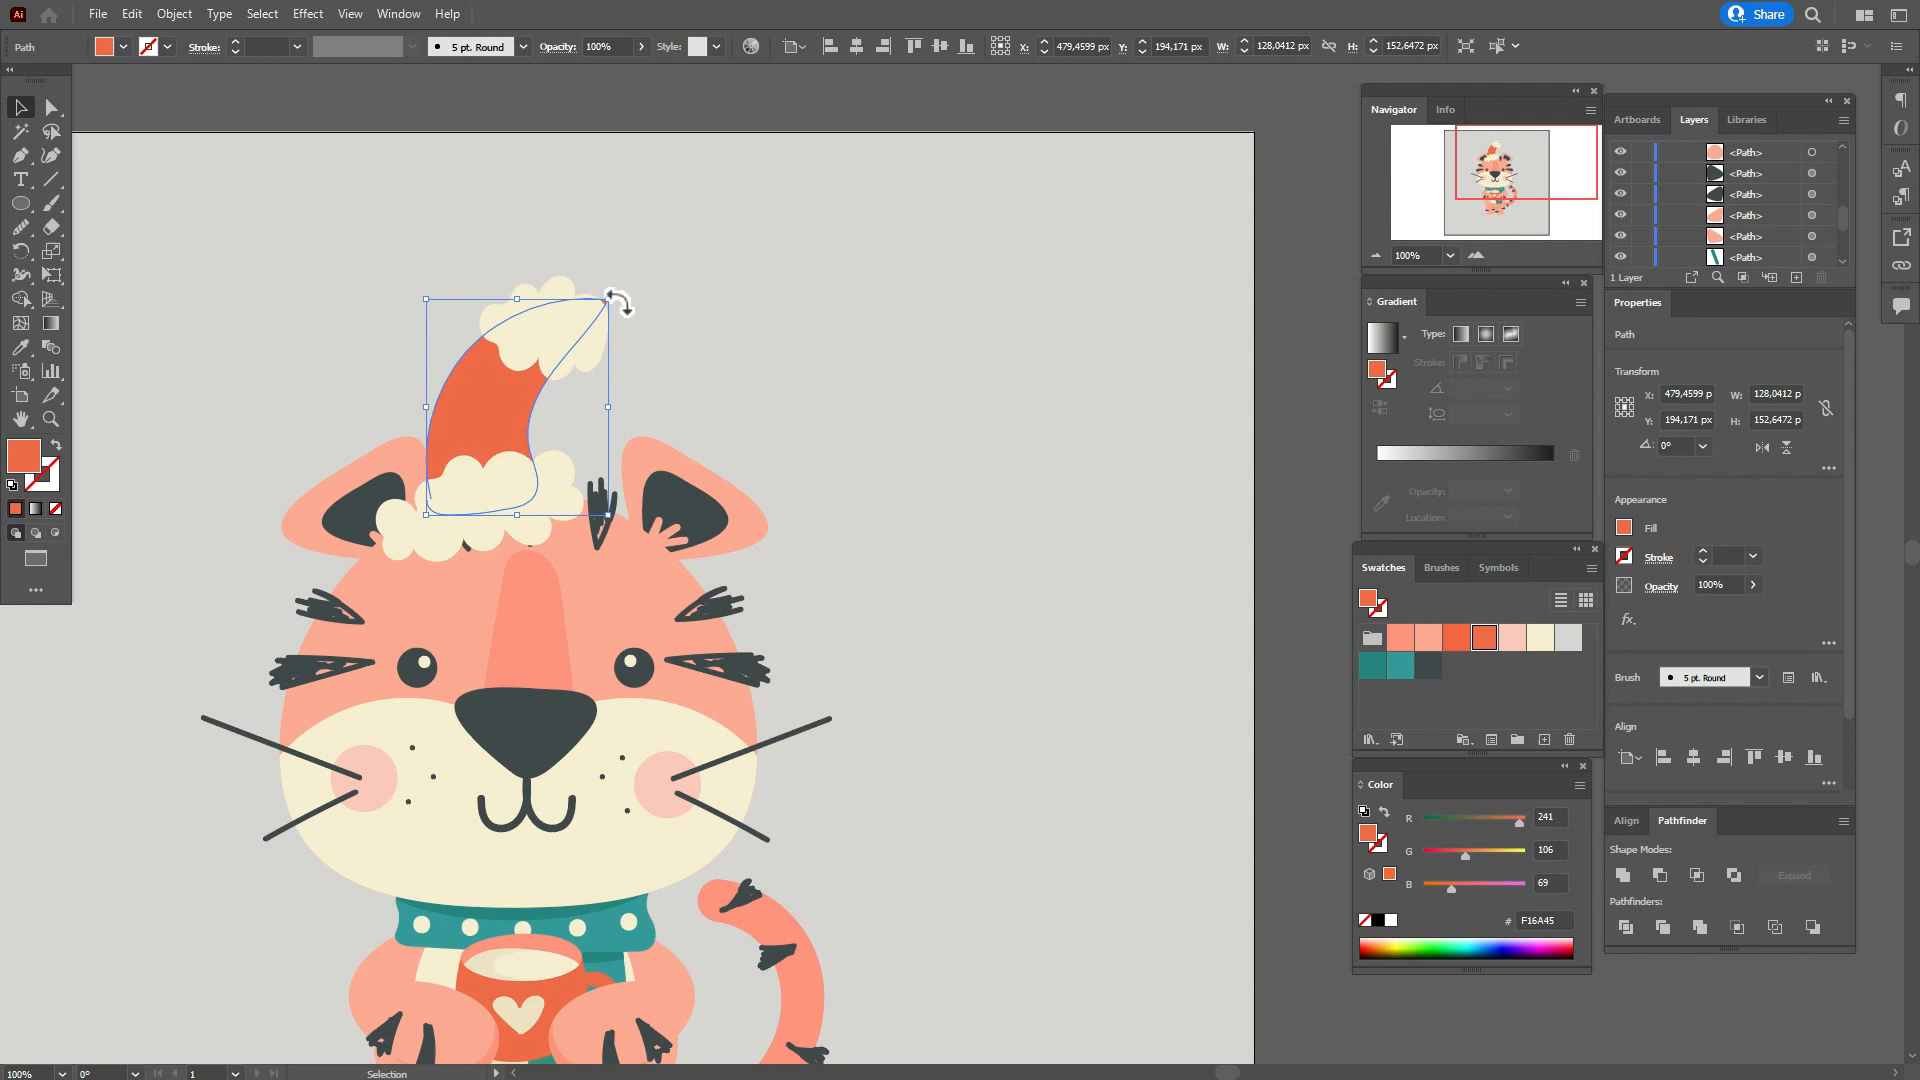 Ai File Edit Object Type Select Effect View Window Help Share
Path Stroke: 5 pt. Round Opacity: 100% Style: X: 479,4599 px Y: 194,171 px W: 128,0412 px H: 152,6472 px
Navigator Info
100%
Artboards Layers Libraries
<Path>
<Path>
<Path>
<Path>
<Path>
<Path>
1 Layer
Gradient
Type:
Stroke:
Opacity:
Location:
Properties
Path
Transform
X: 479,4599 p W: 128,0412 p
Y: 194,171 px H: 152,6472 p
0°
Appearance
Fill
Stroke
Opacity 100%
fx.
Brush 5 pt. Round
Align
Swatches Brushes Symbols
Color
R 241
G 106
B 69
# F16A45
Align Pathfinder
Shape Modes:
Expand
Pathfinders:
100% 0° 1 Selection